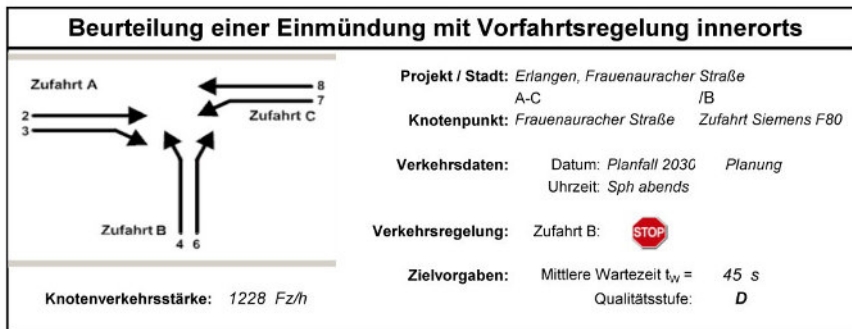 Beurteilung einer Einmündung mit Vorfahrtsregelung innerorts
Zufahrt A
8
7
Zufahrt C
2
3
Zufahrt B
4 6
Knotenverkehrsstärke: 1228 Fz/h
Projekt / Stadt: Erlangen, Frauenauracher Straße
A-C /B
Knotenpunkt: Frauenauracher Straße Zufahrt Siemens F80
Verkehrsdaten: Datum: Planfall 2030 Planung
Uhrzeit: Sph abends
Verkehrsregelung: Zufahrt B: STOP
Zielvorgaben: Mittlere Wartezeit tw = 45 s
Qualitätsstufe: D